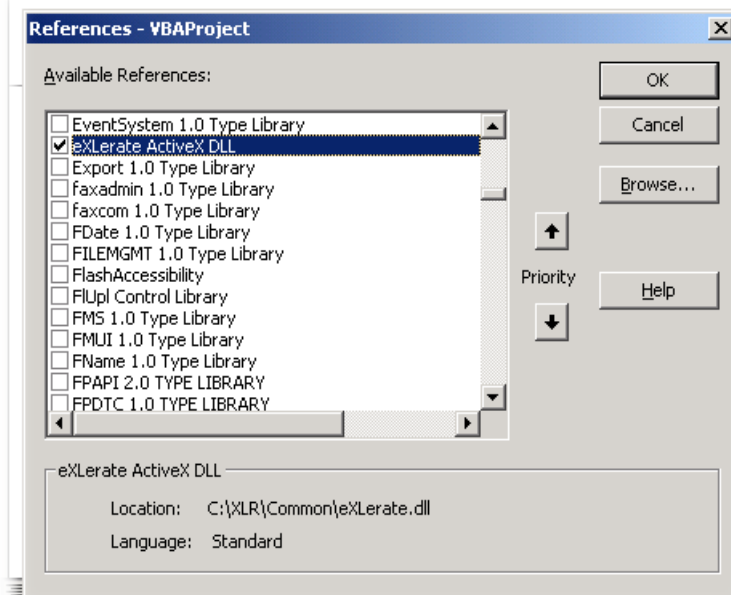 References - VBAProject
Available References:
OK
EventSystem 1.0 Type Library
Cancel
eXLerate ActiveX DLL
Export 1.0 Type Library
faxadmin 1.0 Type Library
Browse...
faxcom 1.0 Type Library
FDate 1.0 Type Library
FILEMGMT 1.0 Type Library
FlashAccessibility
Priority
FlUpl Control Library
Help
FMS 1.0 Type Library
FMUI 1.0 Type Library
FName 1.0 Type Library
FPAPI 2.0 TYPE LIBRARY
FPDTC 1.0 TYPE LIBRARY
eXLerate ActiveX DLL
Location: C:\XLR\Common\eXLerate.dll
Language: Standard